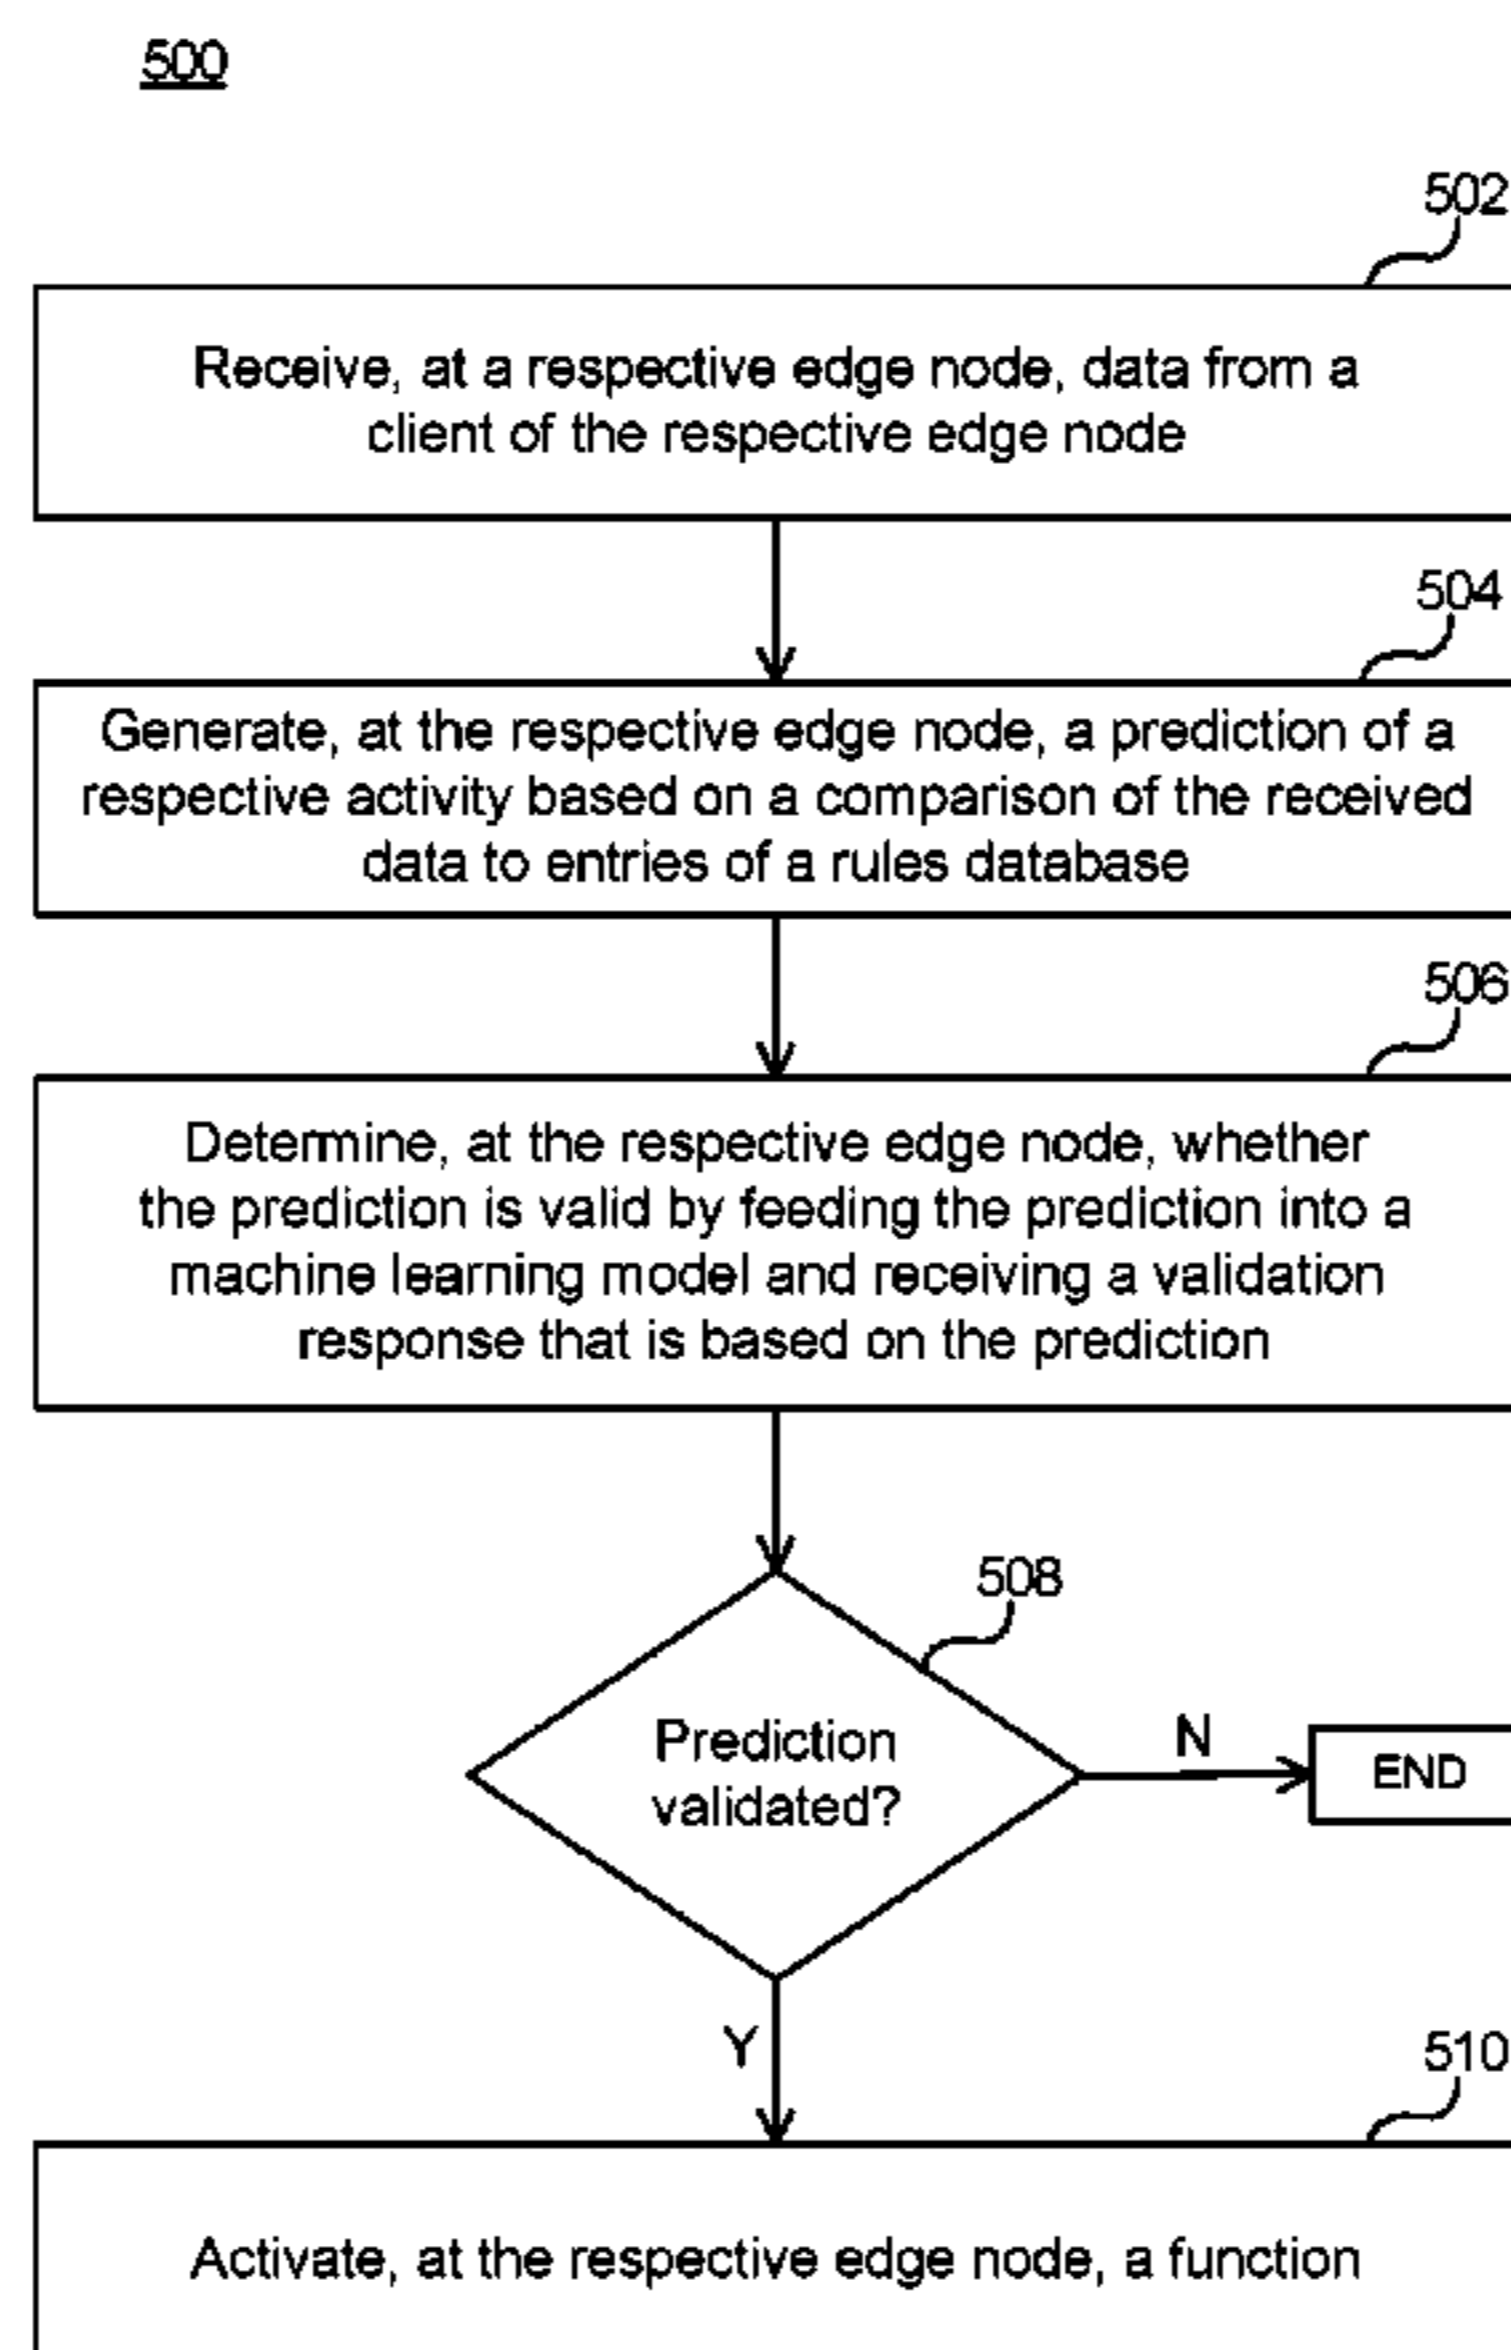 500
502
Receive, at a respective edge node, data from a
client of the respective edge node
504
Generate, at the respective edge node, a prediction of a
respective activity based on a comparison of the received
data to entries of a rules database
506
Determine, at the respective edge node, whether
the prediction is valid by feeding the prediction into a
machine learning model and receiving a validation
response that is based on the prediction
508
Prediction
validated?
N
END
Y
510
Activate, at the respective edge node, a function